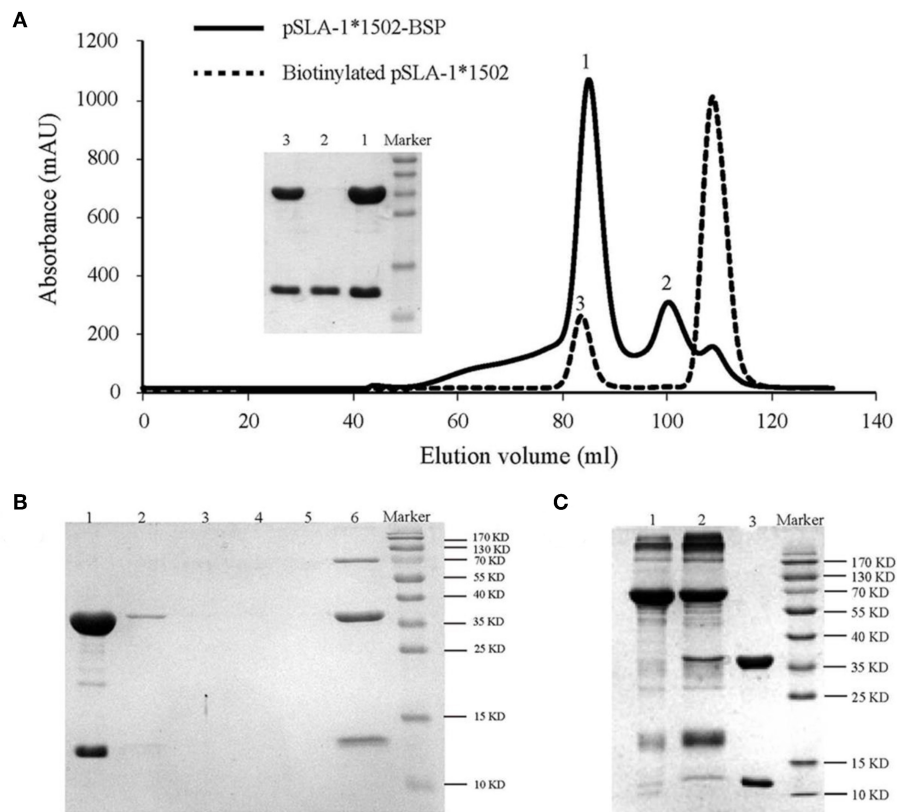 A
pSLA-1*1502-BSP
Biotinylated pSLA-1*1502
Absorbance (mAU)
1200
1000
800
600
400
200
0
3 2 1 Marker
1
2
3
0 20 40 60 80 100 120 140
Elution volume (ml)
B
1 2 3 4 5 6 Marker
170 KD
130 KD
70 KD
55 KD
40 KD
35 KD
25 KD
15 KD
10 KD
C
1 2 3 Marker
170 KD
130 KD
70 KD
55 KD
40 KD
35 KD
25 KD
15 KD
10 KD